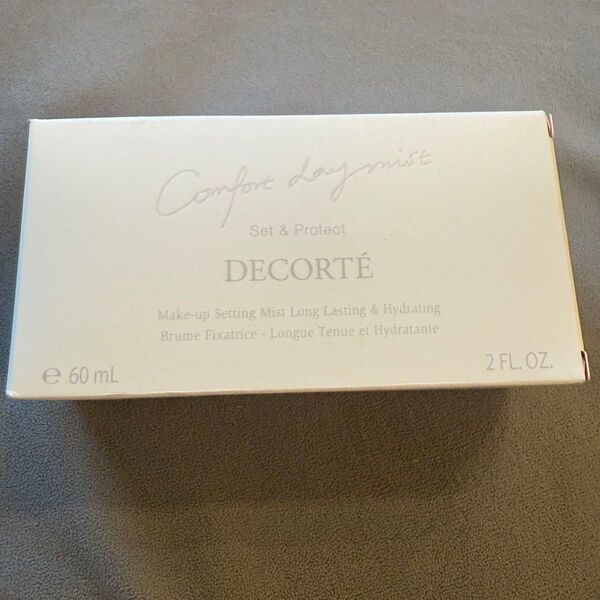 Comfort day mist
Set & Protect
DECORTÉ
Make-up Setting Mist Long Lasting & Hydrating
Brume Fixatrice - Longue Tenue et Hydratante
℮ 60 mL
2 FL. OZ.